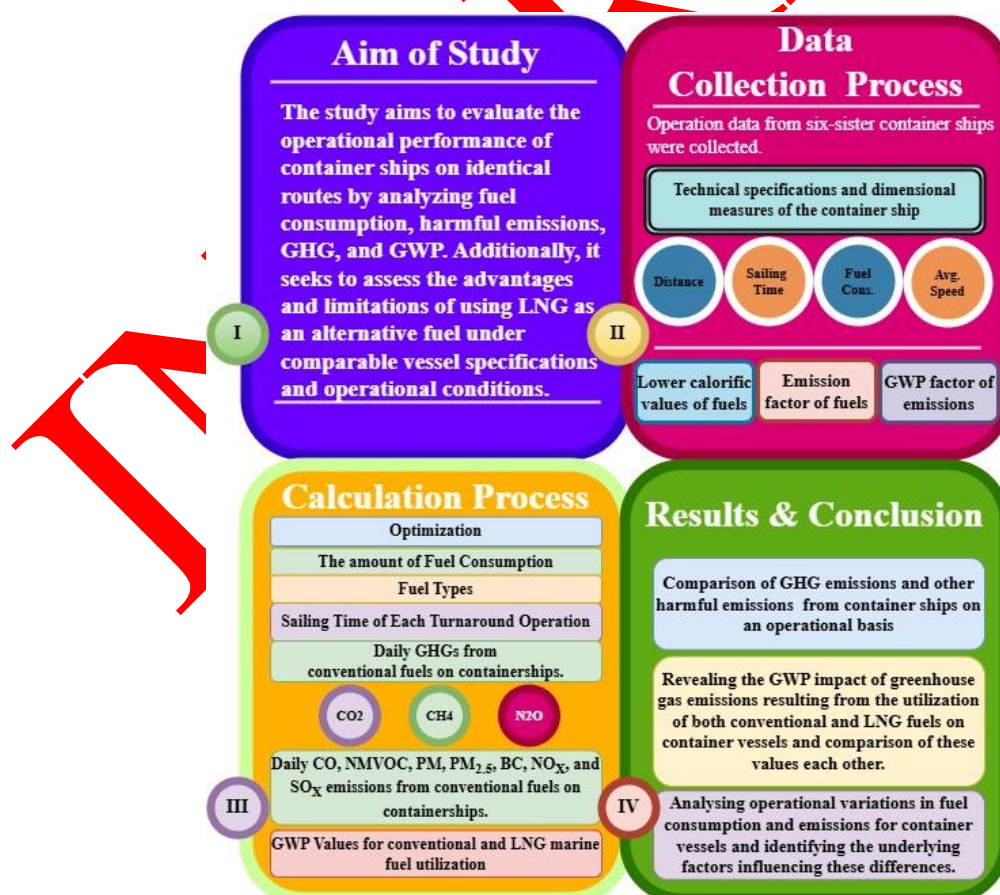 Aim of Study
The study aims to evaluate the
operational performance of
container ships on identical
routes by analyzing fuel
consumption, harmful emissions,
GHG, and GWP. Additionally, it
seeks to assess the advantages
and limitations of using LNG as
an alternative fuel under
comparable vessel specifications
and operational conditions.
I
Data
Collection Process
Operation data from six-sister container ships
were collected.
Technical specifications and dimensional
measures of the container ship
Distance
Sailing
Time
Fuel
Cons.
Avg.
Speed
II
Lower calorific
values of fuels
Emission
factor of fuels
GWP factor of
emissions
Calculation Process
Optimization
The amount of Fuel Consumption
Fuel Types
Sailing Time of Each Turnaround Operation
Daily GHGs from
conventional fuels on containerships.
CO2
CH4
N2O
Daily CO, NMVOC, PM, PM2.5, BC, NOX, and
SOX emissions from conventional fuels on
containerships.
III
GWP Values for conventional and LNG marine
fuel utilization
Results & Conclusion
Comparison of GHG emissions and other
harmful emissions from container ships on
an operational basis
Revealing the GWP impact of greenhouse
gas emissions resulting from the utilization
of both conventional and LNG fuels on
container vessels and comparison of these
values each other.
IV
Analysing operational variations in fuel
consumption and emissions for container
vessels and identifying the underlying
factors influencing these differences.